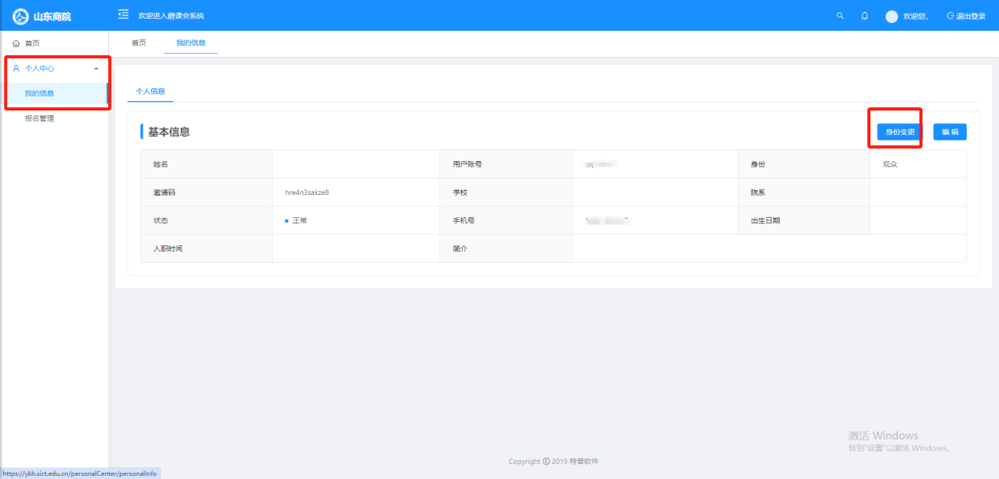 山东商院
欢迎进入磨课会系统
欢迎您,
退出登录
首页
个人中心
我的信息
报名管理
首页
我的信息
个人信息
基本信息
身份变更
编 辑
姓名
用户账号
身份
观众
邀请码
hre4n3sakze8
学校
院系
状态
正常
手机号
出生日期
入职时间
简介
激活 Windows
转到"设置"以激活 Windows。
Copyright © 2019 特普软件
https://ykh.sict.edu.cn/personalCenter/personalInfo